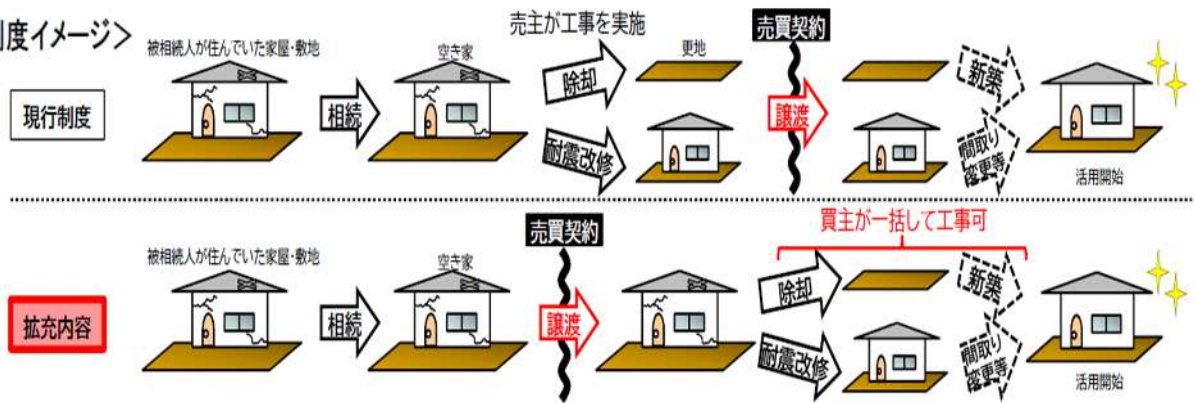 度イメージ＞
売主が工事を実施
売買契約
被相続人が住んでいた家屋・敷地
空き家
更地
現行制度
相続
除却
耐震改修
譲渡
新築
間取り
変更等
活用開始
買主が一括して工事可
売買契約
被相続人が住んでいた家屋・敷地
空き家
拡充内容
相続
譲渡
除却
耐震改修
新築
間取り
変更等
活用開始